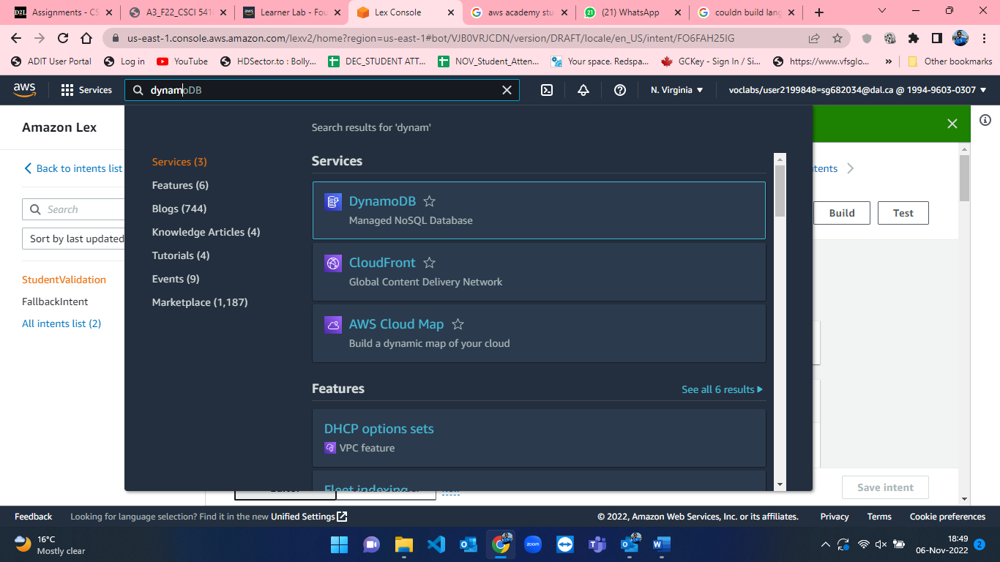 D2L Assignments - CS
A3_F22_CSCI 541
Learner Lab - Fou
Lex Console
aws academy stu
(21) WhatsApp
couldn build lang
us-east-1.console.aws.amazon.com/lexv2/home?region=us-east-1#bot/VJB0VRJCDN/version/DRAFT/locale/en_US/intent/FO6FAH25IG
ADIT User Portal
Log in
YouTube
HDSector.to : Bolly...
DEC_STUDENT ATT...
NOV_Student_Atten...
Your space. Redspa...
GCKey - Sign In / Si...
https://www.vfsglo...
»
Other bookmarks
aws
Services
dynamoDB
N. Virginia
voclabs/user2199848=sg682034@dal.ca @ 1994-9603-0307
Amazon Lex
Back to intents list
Search
Sort by last updated
StudentValidation
FallbackIntent
All intents list (2)
Search results for 'dynam'
Services (3)
Features (6)
Blogs (744)
Knowledge Articles (4)
Tutorials (4)
Events (9)
Marketplace (1,187)
Services
DynamoDB
Managed NoSQL Database
CloudFront
Global Content Delivery Network
AWS Cloud Map
Build a dynamic map of your cloud
Features
See all 6 results
DHCP options sets
VPC feature
Fleet indexing
tents
Build
Test
Save intent
Feedback
Looking for language selection? Find it in the new Unified Settings
© 2022, Amazon Web Services, Inc. or its affiliates.
Privacy
Terms
Cookie preferences
16°C
Mostly clear
zoom
18:49
06-Nov-2022
2